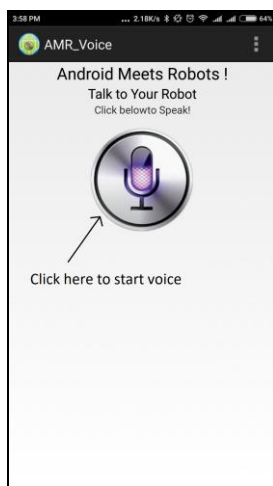 3:58 PM ... 2.18K/s 64%
AMR_Voice
Android Meets Robots !
Talk to Your Robot
Click belowto Speak!
Click here to start voice